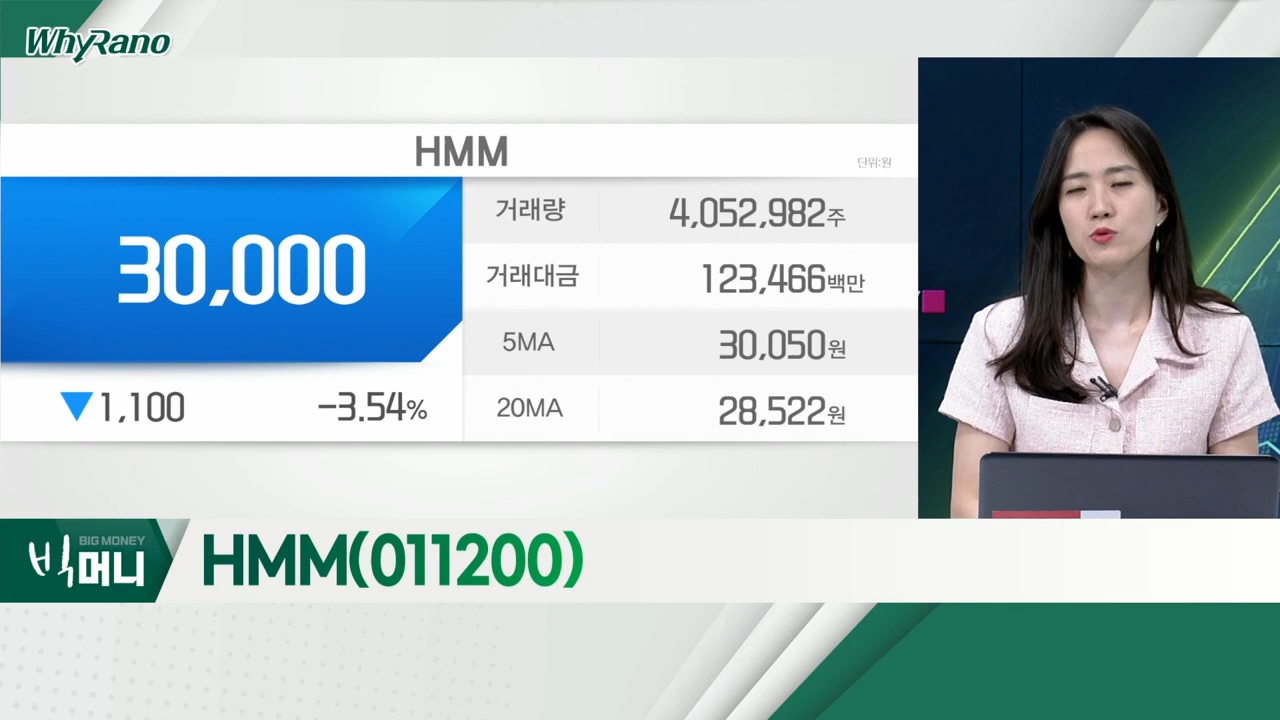 WhyRano
HMM
단위:원
30,000
▼1,100 -3.54%
거래량 4,052,982주
거래대금 123,466백만
5MA 30,050원
20MA 28,522원
BIG MONEY
빅머니
HMM(011200)